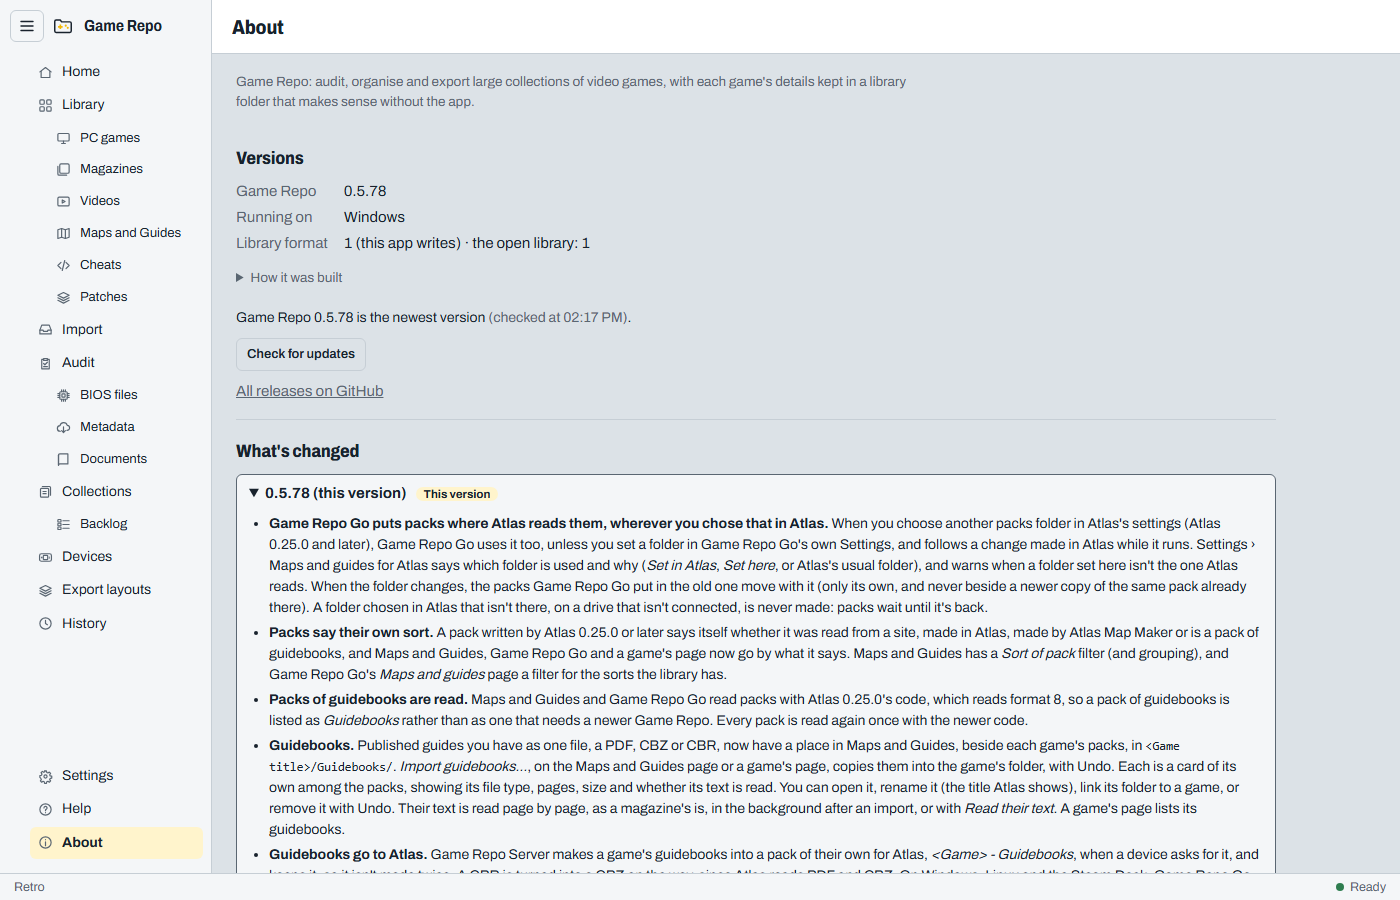 Game Repo
Home
Library
PC games
Magazines
Videos
Maps and Guides
Cheats
Patches
Import
Audit
BIOS files
Metadata
Documents
Collections
Backlog
Devices
Export layouts
History
Settings
Help
About
About
Game Repo: audit, organise and export large collections of video games, with each game's details kept in a library
folder that makes sense without the app.
Versions
Game Repo 0.5.78
Running on Windows
Library format 1 (this app writes) · the open library: 1
▶ How it was built
Game Repo 0.5.78 is the newest version (checked at 02:17 PM).
Check for updates
All releases on GitHub
What's changed
▼ 0.5.78 (this version) This version
• Game Repo Go puts packs where Atlas reads them, wherever you chose that in Atlas. When you choose another packs folder in Atlas's settings (Atlas
0.25.0 and later), Game Repo Go uses it too, unless you set a folder in Game Repo Go's own Settings, and follows a change made in Atlas while it runs. Settings ›
Maps and guides for Atlas says which folder is used and why (Set in Atlas, Set here, or Atlas's usual folder), and warns when a folder set here isn't the one Atlas
reads. When the folder changes, the packs Game Repo Go put in the old one move with it (only its own, and never beside a newer copy of the same pack already
there). A folder chosen in Atlas that isn't there, on a drive that isn't connected, is never made: packs wait until it's back.
• Packs say their own sort. A pack written by Atlas 0.25.0 or later says itself whether it was read from a site, made in Atlas, made by Atlas Map Maker or is a pack of
guidebooks, and Maps and Guides, Game Repo Go and a game's page now go by what it says. Maps and Guides has a Sort of pack filter (and grouping), and
Game Repo Go's Maps and guides page a filter for the sorts the library has.
• Packs of guidebooks are read. Maps and Guides and Game Repo Go read packs with Atlas 0.25.0's code, which reads format 8, so a pack of guidebooks is
listed as Guidebooks rather than as one that needs a newer Game Repo. Every pack is read again once with the newer code.
• Guidebooks. Published guides you have as one file, a PDF, CBZ or CBR, now have a place in Maps and Guides, beside each game's packs, in <Game
title>/Guidebooks/. Import guidebooks…, on the Maps and Guides page or a game's page, copies them into the game's folder, with Undo. Each is a card of its
own among the packs, showing its file type, pages, size and whether its text is read. You can open it, rename it (the title Atlas shows), link its folder to a game, or
remove it with Undo. Their text is read page by page, as a magazine's is, in the background after an import, or with Read their text. A game's page lists its
guidebooks.
• Guidebooks go to Atlas. Game Repo Server makes a game's guidebooks into a pack of their own for Atlas, <Game> - Guidebooks, when a device asks for it, and
Retro
Ready